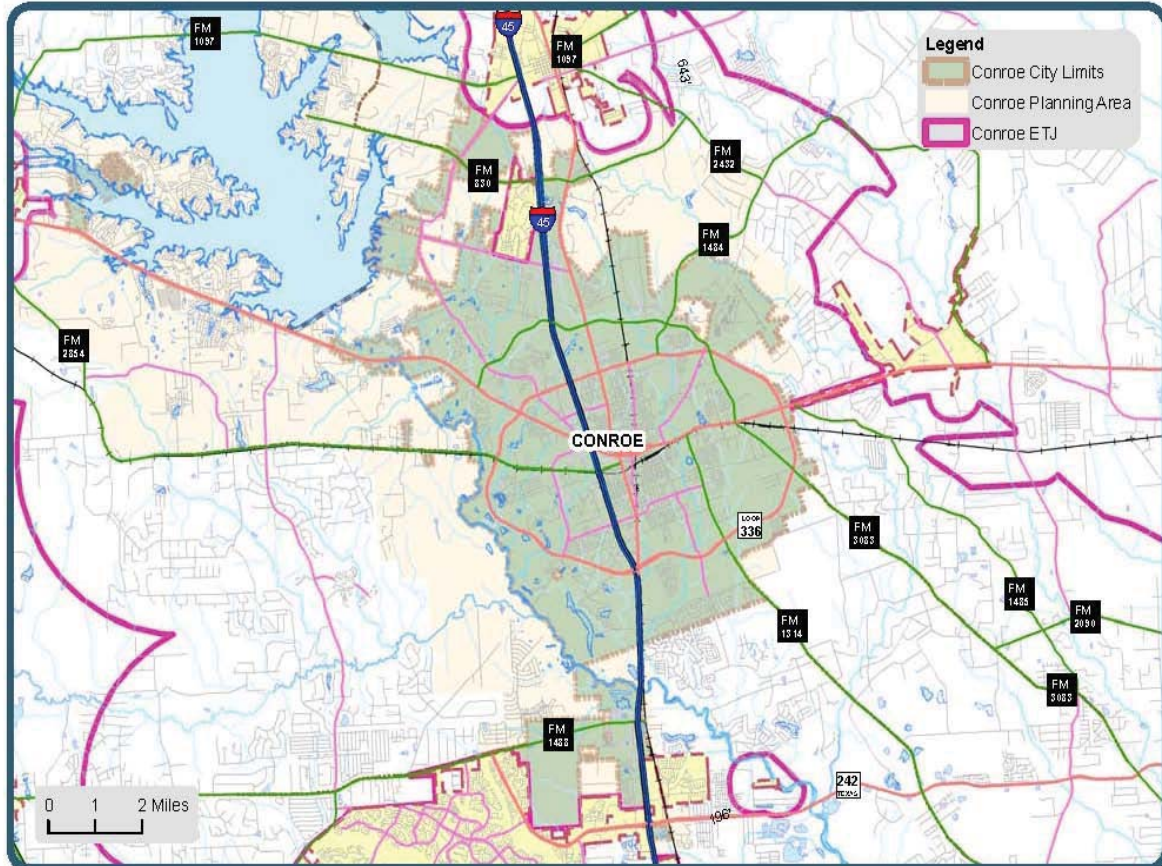 FM
1097
45
FM
1097
643'
Legend
Conroe City Limits
Conroe Planning Area
Conroe ETJ
FM
2432
FM
830
45
FM
1484
FM
2854
CONROE
LOOP
336
FM
3083
FM
1485
FM
2090
FM
1314
FM
3083
FM
1488
242
TEXAS
196'
0 1 2 Miles